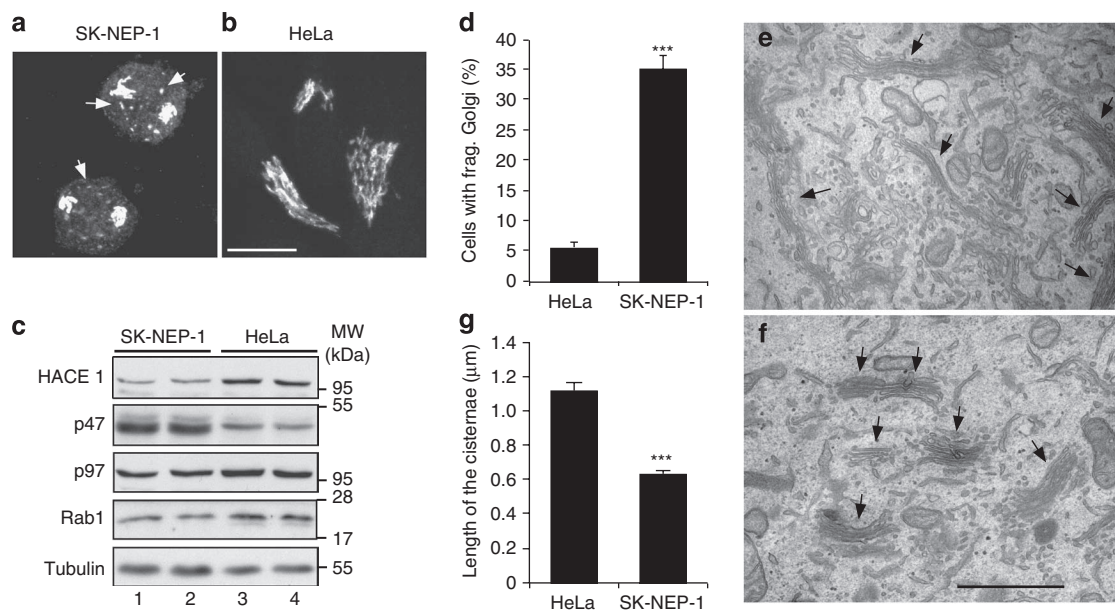 a
SK-NEP-1
b
HeLa
c
SK-NEP-1
HeLa
MW
(kDa)
HACE 1
95
55
p47
p97
95
28
Rab1
17
Tubulin
55
1 2 3 4
d
Cells with frag. Golgi (%)
40
35
30
25
20
15
10
5
0
***
HeLa
SK-NEP-1
g
Length of the cisternae (µm)
1.4
1.2
1.0
0.8
0.6
0.4
0.2
0
***
HeLa
SK-NEP-1
e
f